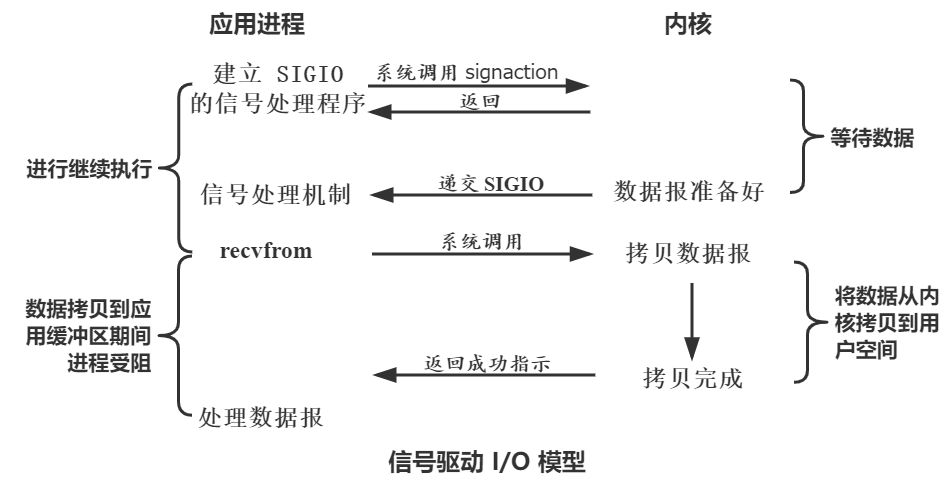 应用进程
内核
建立 SIGIO
的信号处理程序
系统调用 signaction
返回
等待数据
进行继续执行
信号处理机制
递交 SIGIO
数据报准备好
recvfrom
系统调用
拷贝数据报
数据拷贝到应
用缓冲区期间
进程受阻
将数据从内
核拷贝到用
户空间
返回成功指示
拷贝完成
处理数据报
信号驱动 I/O 模型